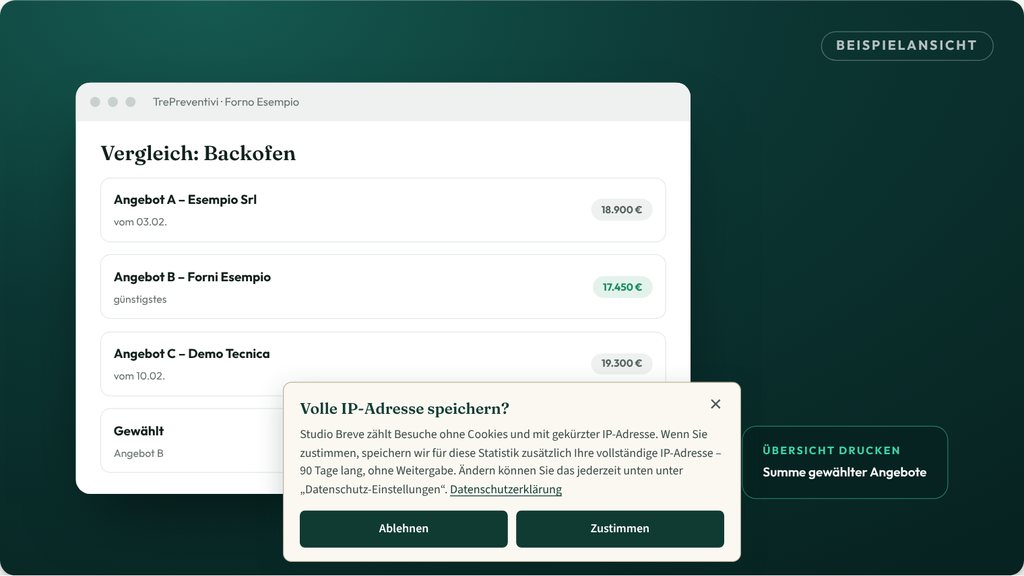 BEISPIELANSICHT
TrePreventivi · Forno Esempio
Vergleich: Backofen
Angebot A – Esempio Srl
vom 03.02.
18.900 €
Angebot B – Forni Esempio
günstigstes
17.450 €
Angebot C – Demo Tecnica
vom 10.02.
19.300 €
Gewählt
Angebot B
Volle IP-Adresse speichern?
Studio Breve zählt Besuche ohne Cookies und mit gekürzter IP-Adresse. Wenn Sie
zustimmen, speichern wir für diese Statistik zusätzlich Ihre vollständige IP-Adresse –
90 Tage lang, ohne Weitergabe. Ändern können Sie das jederzeit unten unter
„Datenschutz-Einstellungen“. Datenschutzerklärung
Ablehnen
Zustimmen
ÜBERSICHT DRUCKEN
Summe gewählter Angebote